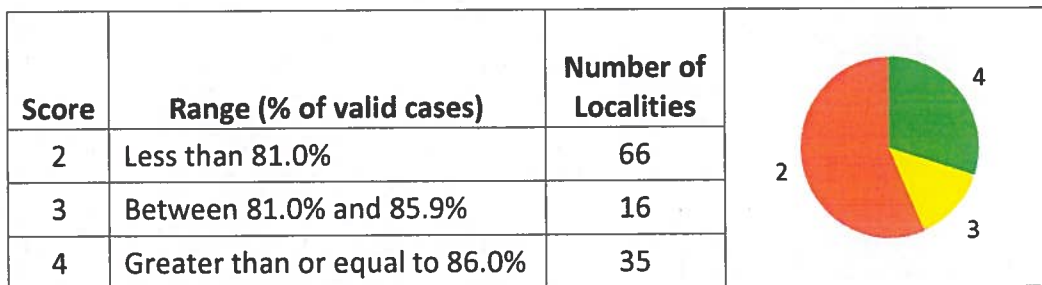 Score Range (% of valid cases) Number of Localities
2 Less than 81.0% 66
3 Between 81.0% and 85.9% 16
4 Greater than or equal to 86.0% 35
4
2
3